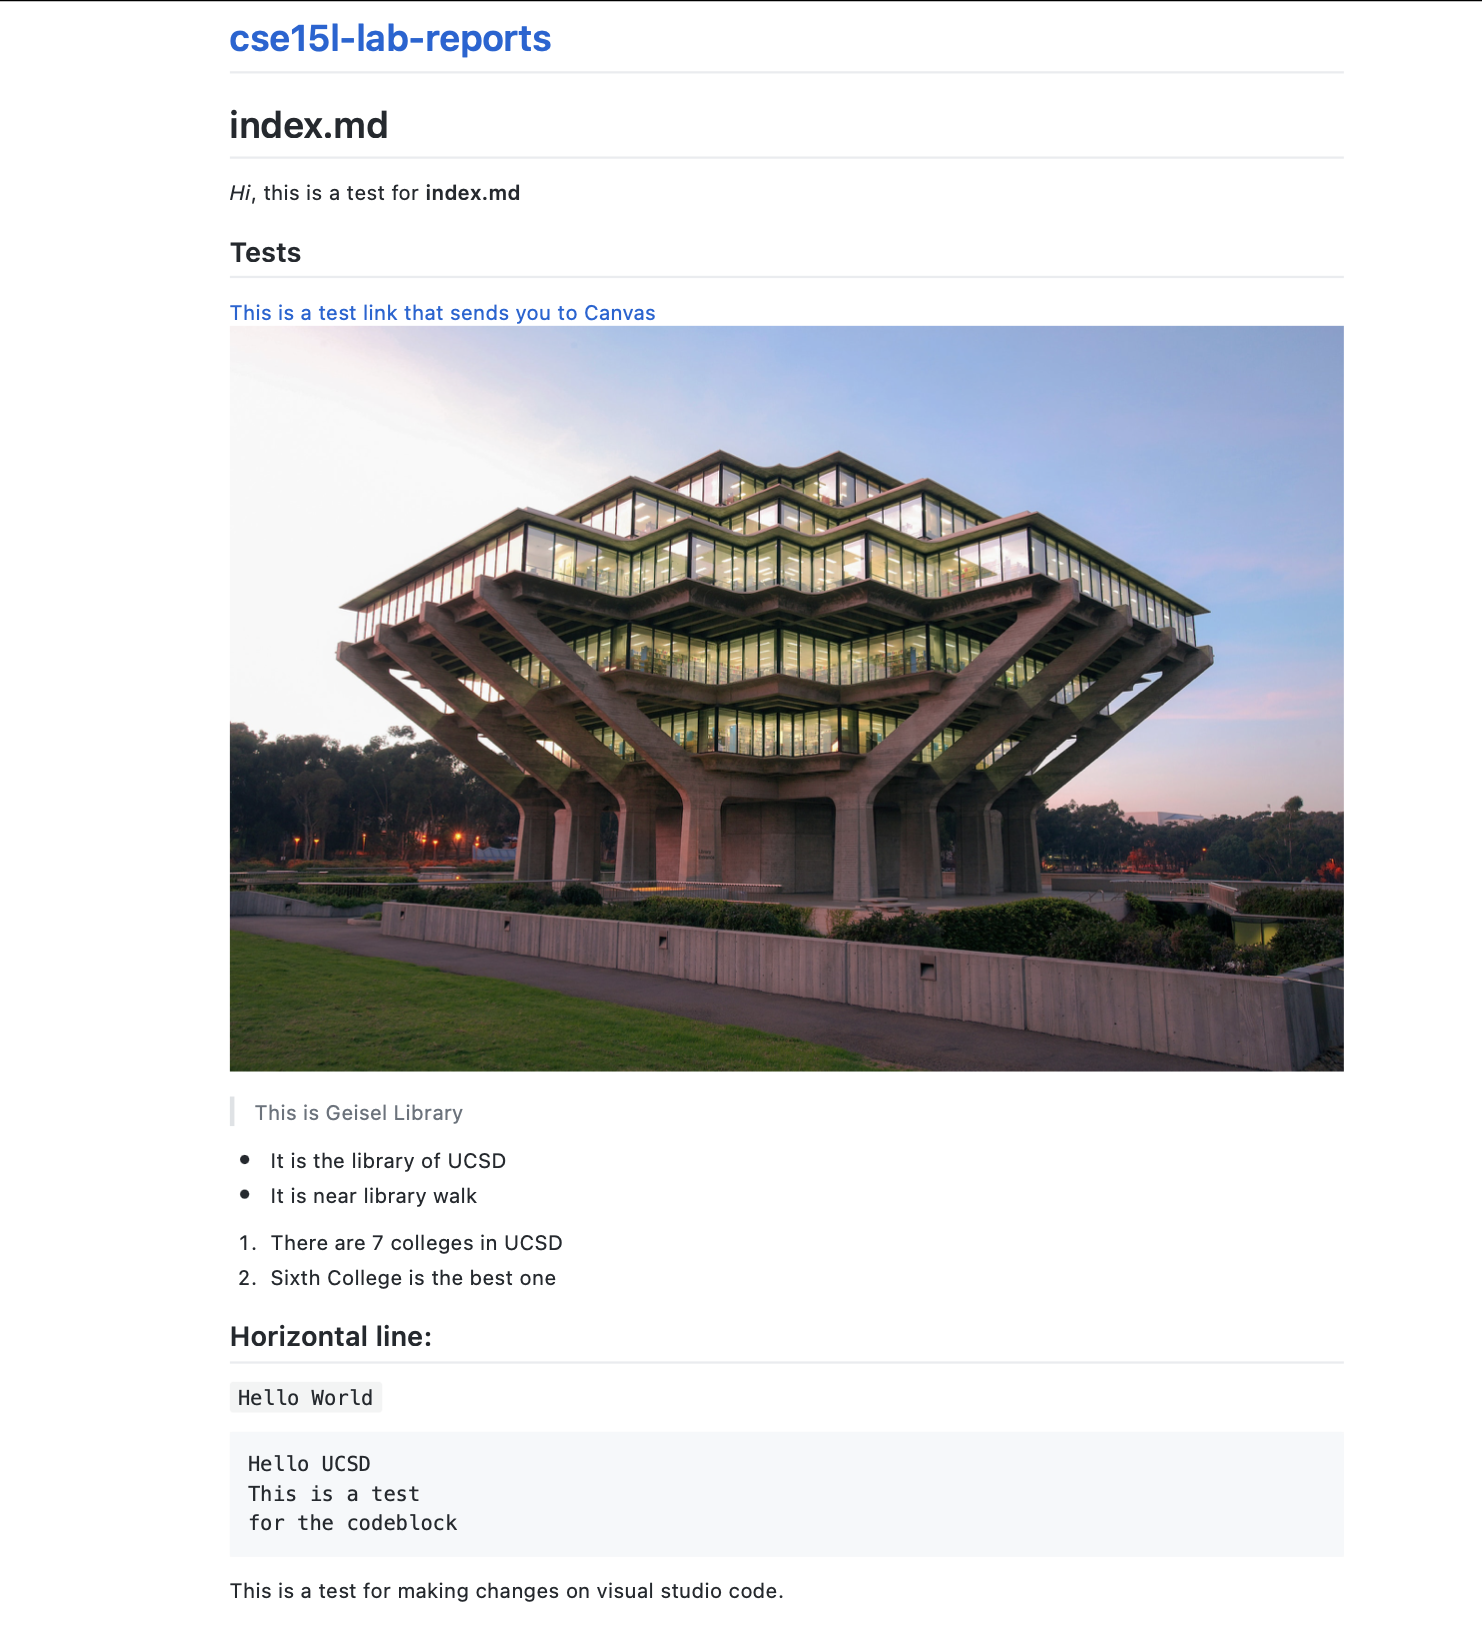 cse15l-lab-reports
index.md
Hi, this is a test for index.md
Tests
This is a test link that sends you to Canvas
This is Geisel Library
It is the library of UCSD
It is near library walk
1. There are 7 colleges in UCSD
2. Sixth College is the best one
Horizontal line:
Hello World
Hello UCSD
This is a test
for the codeblock
This is a test for making changes on visual studio code.